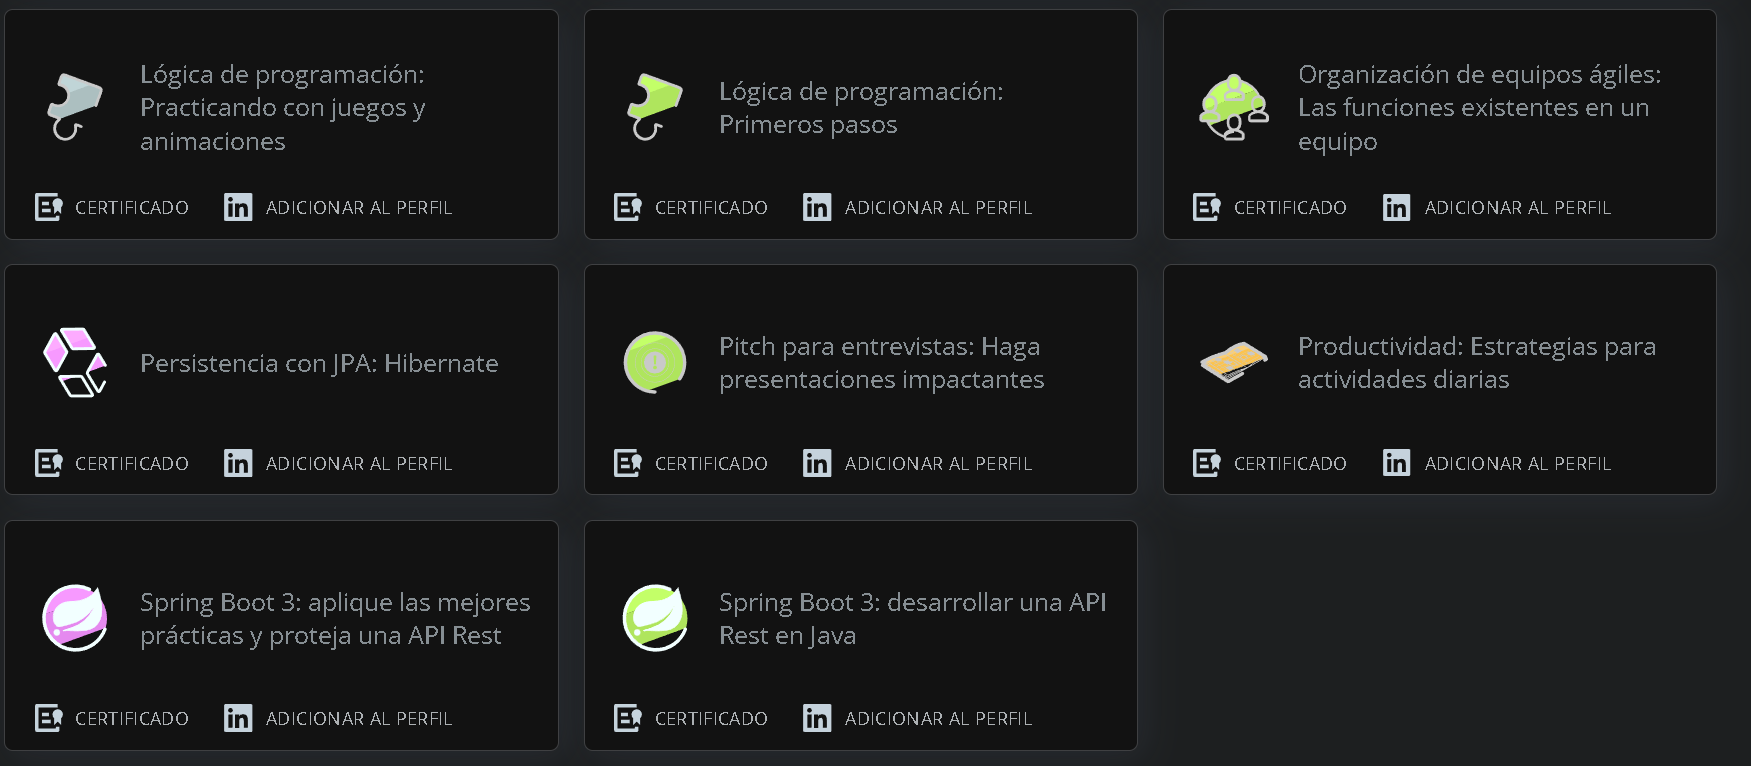 Lógica de programación:
Practicando con juegos y
animaciones
CERTIFICADO
ADICIONAR AL PERFIL
Lógica de programación:
Primeros pasos
CERTIFICADO
ADICIONAR AL PERFIL
Organización de equipos ágiles:
Las funciones existentes en un
equipo
CERTIFICADO
ADICIONAR AL PERFIL
Persistencia con JPA: Hibernate
CERTIFICADO
ADICIONAR AL PERFIL
Pitch para entrevistas: Haga
presentaciones impactantes
CERTIFICADO
ADICIONAR AL PERFIL
Productividad: Estrategias para
actividades diarias
CERTIFICADO
ADICIONAR AL PERFIL
Spring Boot 3: aplique las mejores
prácticas y proteja una API Rest
CERTIFICADO
ADICIONAR AL PERFIL
Spring Boot 3: desarrollar una API
Rest en Java
CERTIFICADO
ADICIONAR AL PERFIL